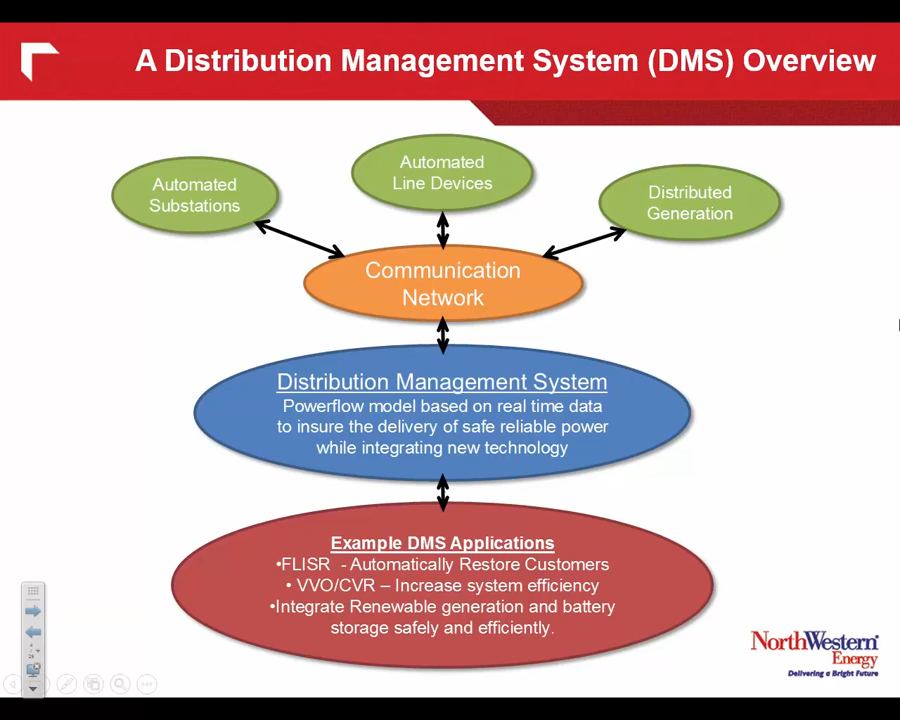 A Distribution Management System (DMS) Overview
Automated
Substations
Automated
Line Devices
Distributed
Generation
Communication
Network
Distribution Management System
Powerflow model based on real time data
to insure the delivery of safe reliable power
while integrating new technology
Example DMS Applications
•FLISR - Automatically Restore Customers
• VVO/CVR – Increase system efficiency
•Integrate Renewable generation and battery
storage safely and efficiently.
NorthWestern
Energy
Delivering a Bright Future